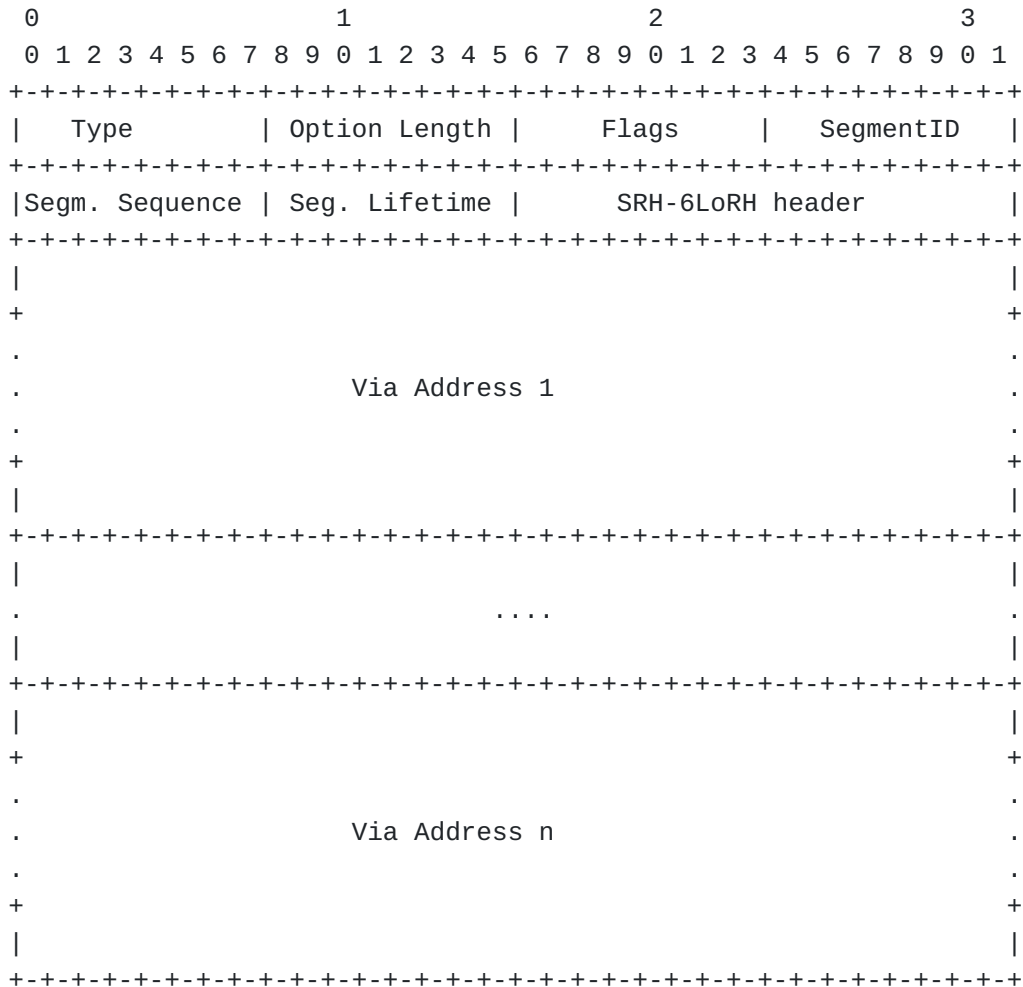 0                   1                   2                   3
 0 1 2 3 4 5 6 7 8 9 0 1 2 3 4 5 6 7 8 9 0 1 2 3 4 5 6 7 8 9 0 1
+-+-+-+-+-+-+-+-+-+-+-+-+-+-+-+-+-+-+-+-+-+-+-+-+-+-+-+-+-+-+-+-+
|   Type        | Option Length |     Flags     |   SegmentID   |
+-+-+-+-+-+-+-+-+-+-+-+-+-+-+-+-+-+-+-+-+-+-+-+-+-+-+-+-+-+-+-+-+
|Segm. Sequence | Seg. Lifetime |      SRH-6LoRH header         |
+-+-+-+-+-+-+-+-+-+-+-+-+-+-+-+-+-+-+-+-+-+-+-+-+-+-+-+-+-+-+-+-+
|                                                               |
+                                                               +
.                                                               .
.                     Via Address 1                             .
.                                                               .
+                                                               +
|                                                               |
+-+-+-+-+-+-+-+-+-+-+-+-+-+-+-+-+-+-+-+-+-+-+-+-+-+-+-+-+-+-+-+-+
|                                                               |
.                              ....                             .
|                                                               |
+-+-+-+-+-+-+-+-+-+-+-+-+-+-+-+-+-+-+-+-+-+-+-+-+-+-+-+-+-+-+-+-+
|                                                               |
+                                                               +
.                                                               .
.                     Via Address n                             .
.                                                               .
+                                                               +
|                                                               |
+-+-+-+-+-+-+-+-+-+-+-+-+-+-+-+-+-+-+-+-+-+-+-+-+-+-+-+-+-+-+-+-+